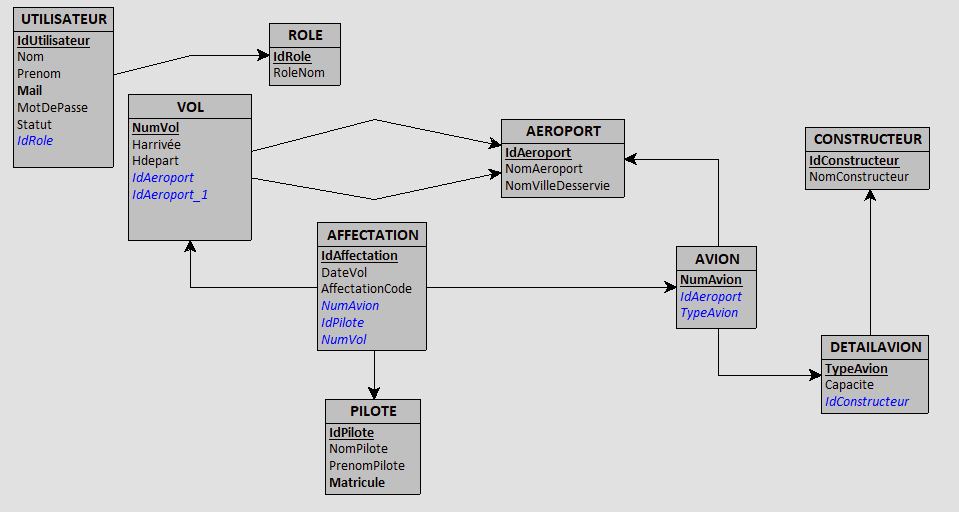 UTILISATEUR
IdUtilisateur
Nom
Prenom
Mail
MotDePasse
Statut
IdRole
ROLE
IdRole
RoleNom
VOL
NumVol
Harrivée
Hdepart
IdAeroport
IdAeroport_1
AEROPORT
IdAeroport
NomAeroport
NomVilleDesservie
CONSTRUCTEUR
IdConstructeur
NomConstructeur
AFFECTATION
IdAffectation
DateVol
AffectationCode
NumAvion
IdPilote
NumVol
AVION
NumAvion
IdAeroport
TypeAvion
DETAILAVION
TypeAvion
Capacite
IdConstructeur
PILOTE
IdPilote
NomPilote
PrenomPilote
Matricule